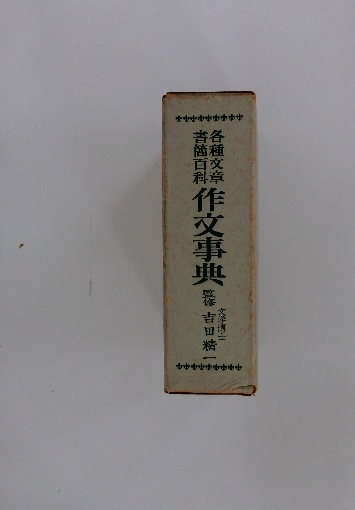 各種文章
書簡百科
作文事典
監修
文学博士
吉田精一